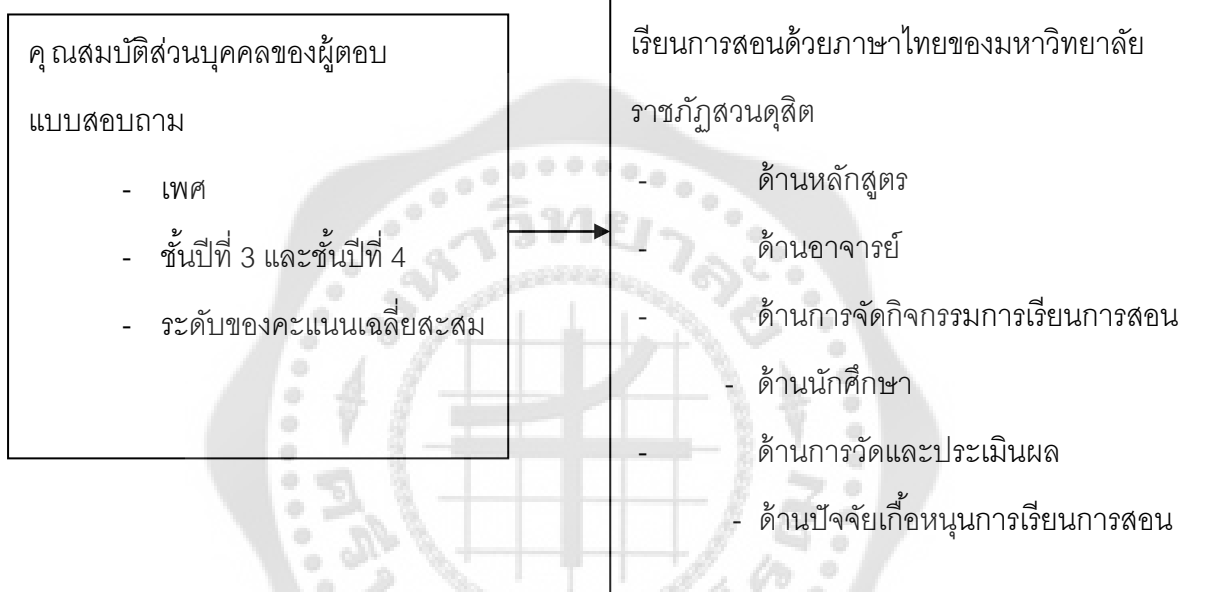 คุณสมบัติส่วนบุคคลของผู้ตอบ
แบบสอบถาม
- เพศ
- ชั้นปีที่ 3 และชั้นปีที่ 4
- ระดับของคะแนนเฉลี่ยสะสม
เรียนการสอนด้วยภาษาไทยของมหาวิทยาลัย
ราชภัฏสวนดุสิต
- ด้านหลักสูตร
- ด้านอาจารย์
- ด้านการจัดกิจกรรมการเรียนการสอน
- ด้านนักศึกษา
- ด้านการวัดและประเมินผล
- ด้านปัจจัยเกื้อหนุนการเรียนการสอน